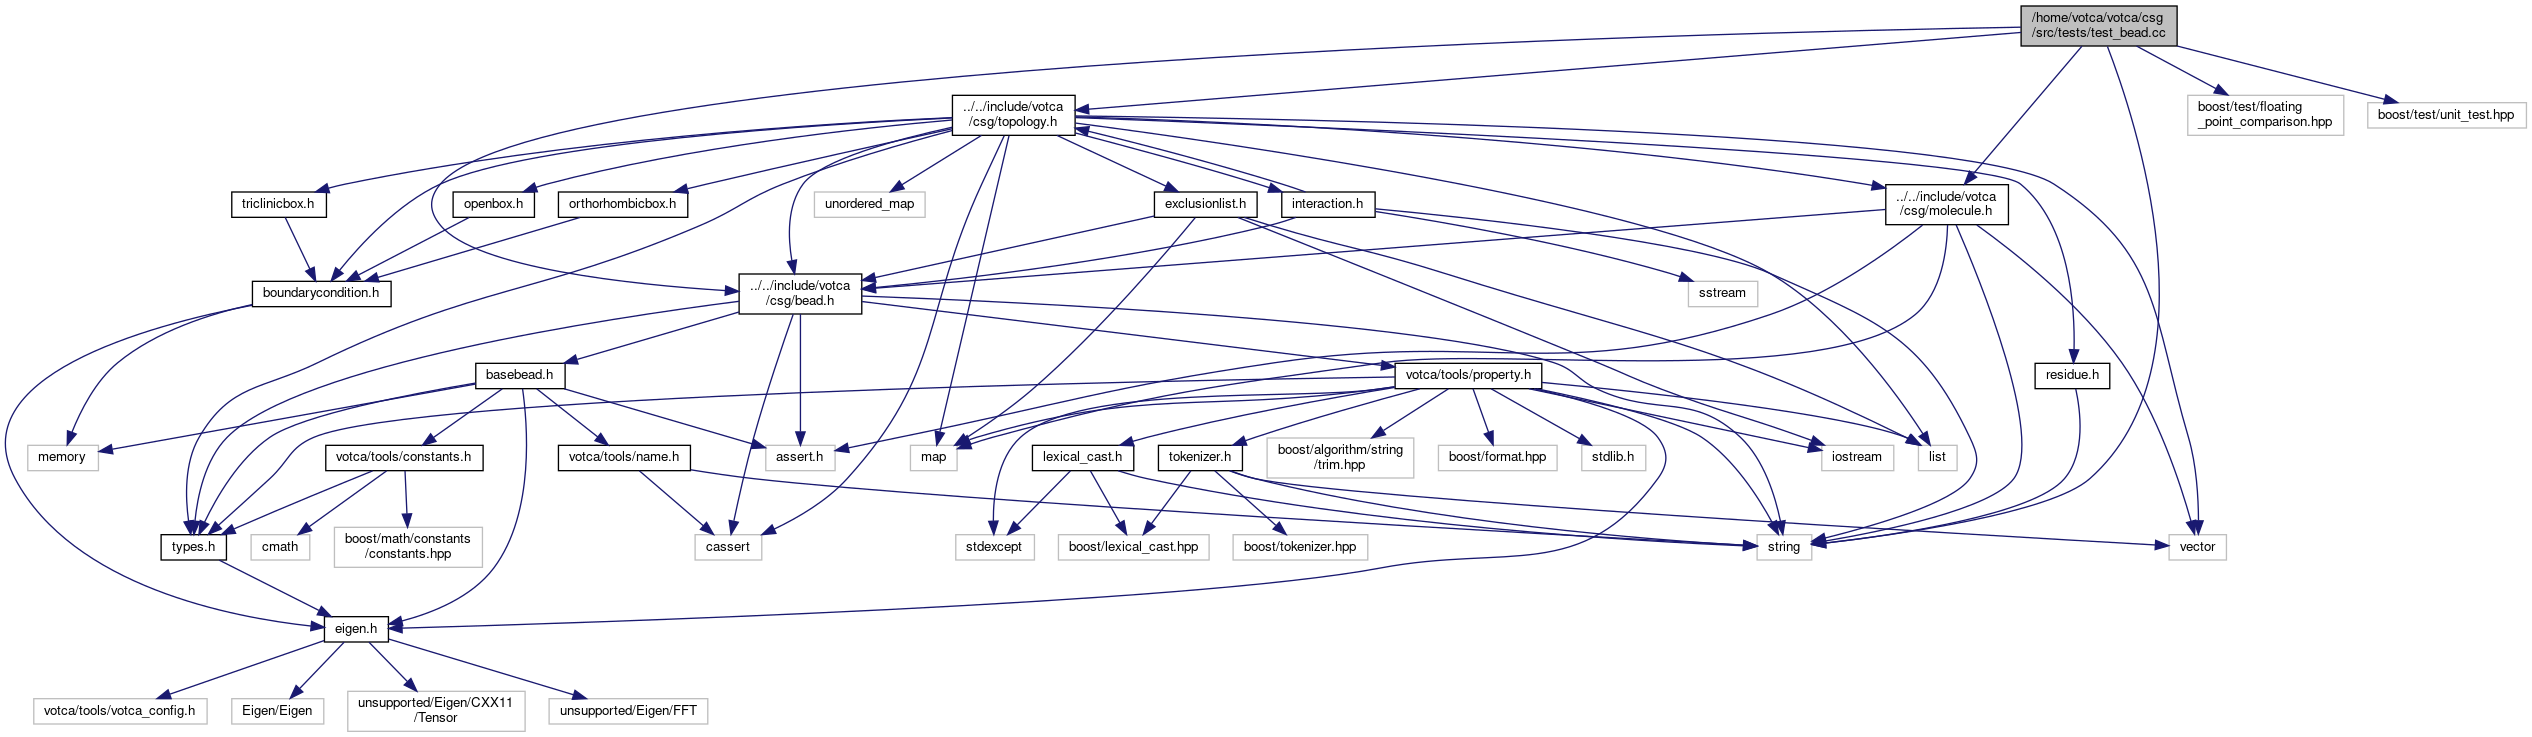 /home/votca/votca/csg
/src/tests/test_bead.cc
../../include/votca
/csg/topology.h
boost/test/floating
_point_comparison.hpp
boost/test/unit_test.hpp
triclinicbox.h
openbox.h
orthorhombicbox.h
unordered_map
exclusionlist.h
interaction.h
../../include/votca
/csg/molecule.h
boundarycondition.h
../../include/votca
/csg/bead.h
sstream
basebead.h
votca/tools/property.h
residue.h
memory
votca/tools/constants.h
votca/tools/name.h
assert.h
map
lexical_cast.h
tokenizer.h
boost/algorithm/string
/trim.hpp
boost/format.hpp
stdlib.h
iostream
list
types.h
cmath
boost/math/constants
/constants.hpp
cassert
stdexcept
boost/lexical_cast.hpp
boost/tokenizer.hpp
string
vector
eigen.h
votca/tools/votca_config.h
Eigen/Eigen
unsupported/Eigen/CXX11
/Tensor
unsupported/Eigen/FFT